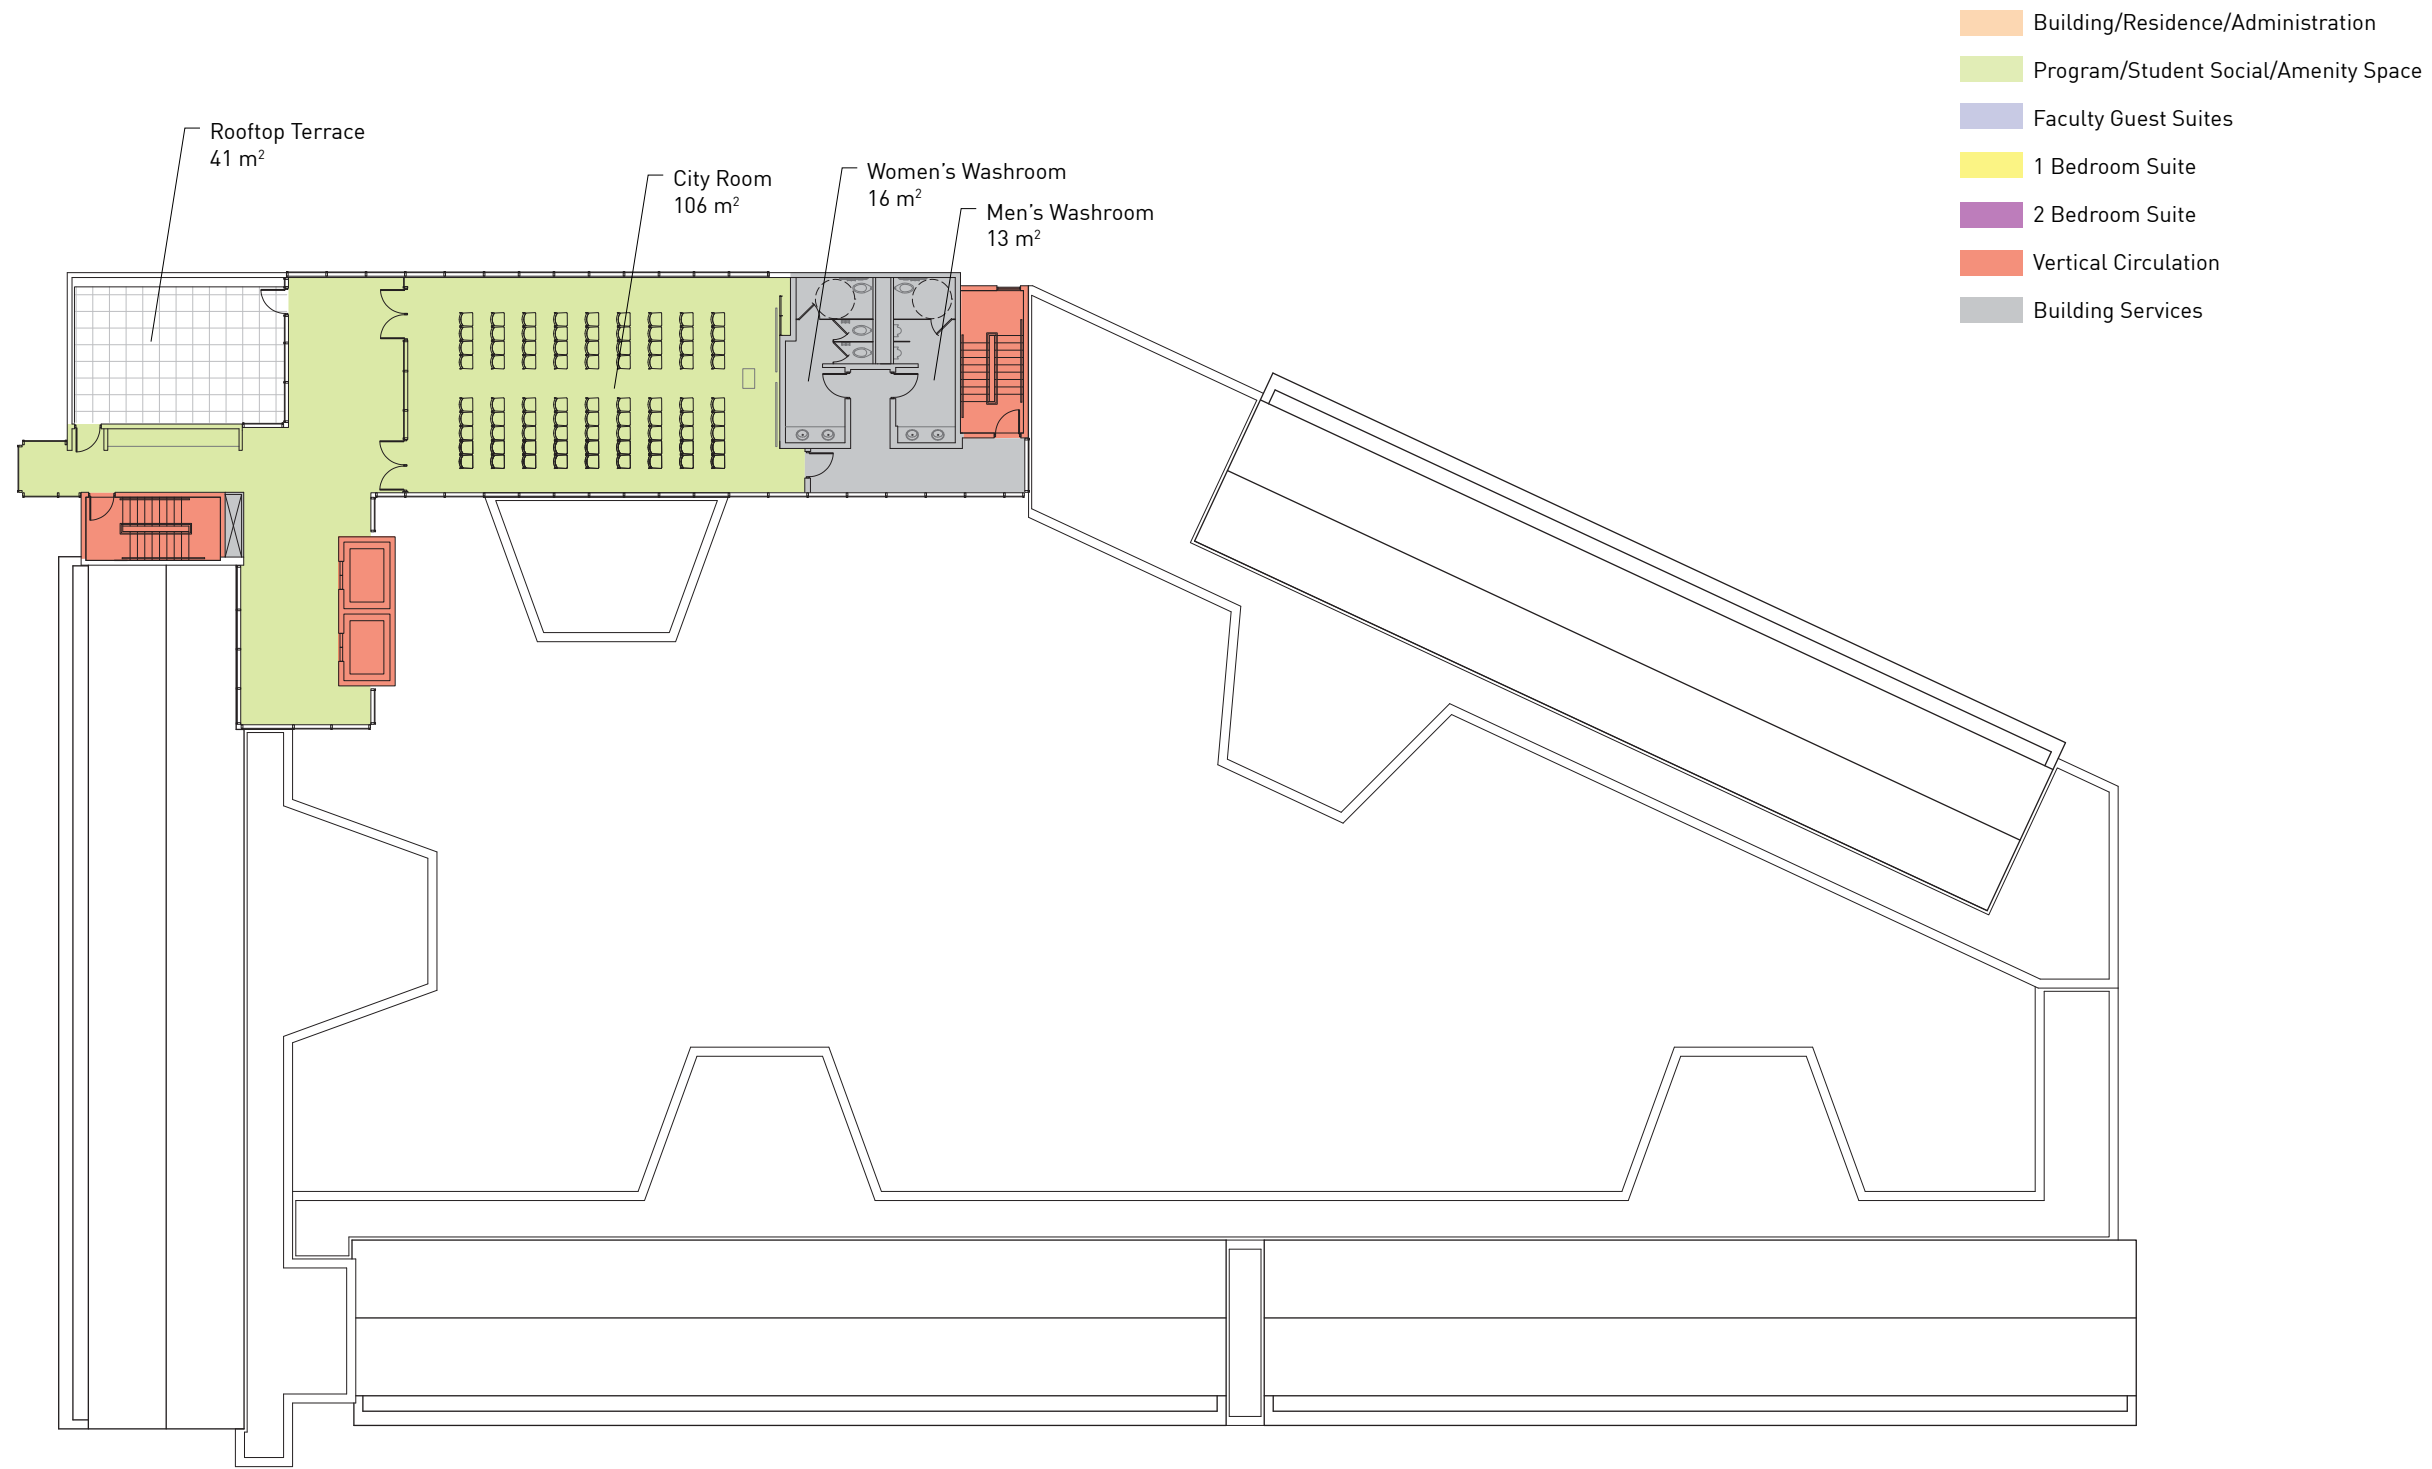 Building/Residence/Administration
Program/Student Social/Amenity Space
Faculty Guest Suites
1 Bedroom Suite
2 Bedroom Suite
Vertical Circulation
Building Services
Rooftop Terrace
41 m²
City Room
106 m²
Women’s Washroom
16 m²
Men’s Washroom
13 m²